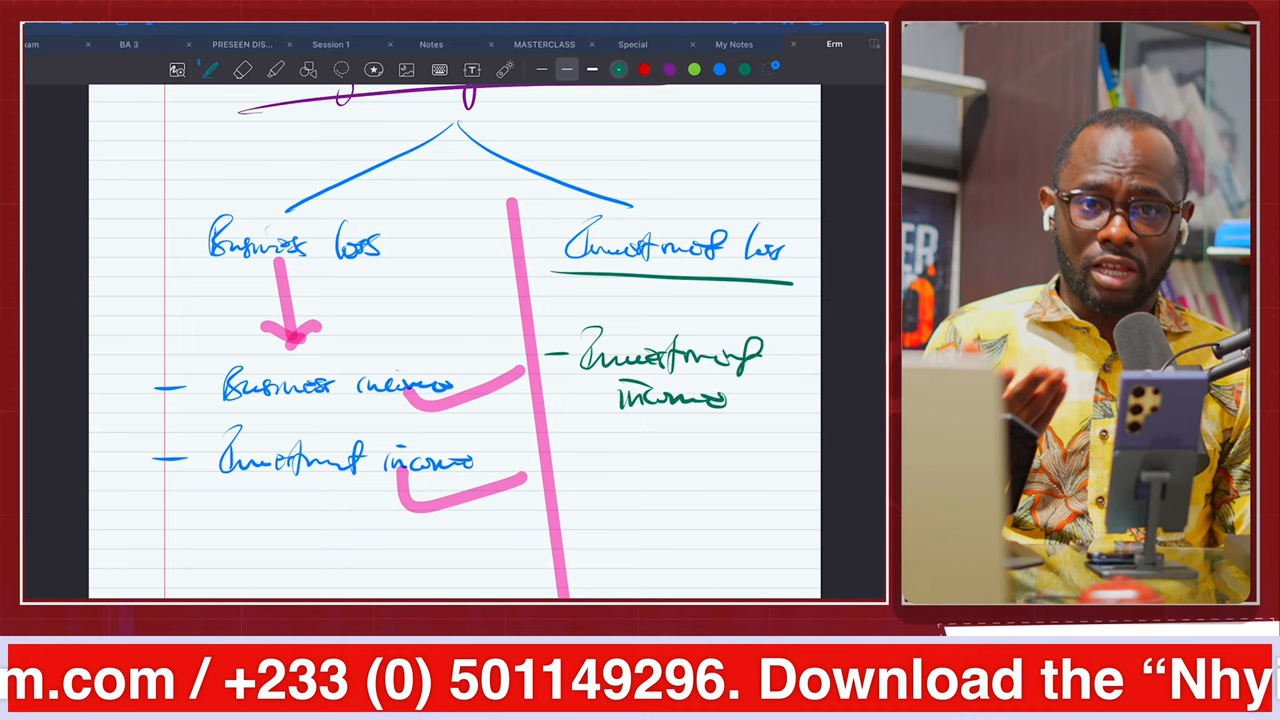 am
BA 3
PRESEEN DIS...
Session 1
Notes
MASTERCLASS
Special
My Notes
Erm
Business loss
Investment loss
- Business income
- Investment income
- Investment
income
m.com / +233 (0) 501149296. Download the “Nhy